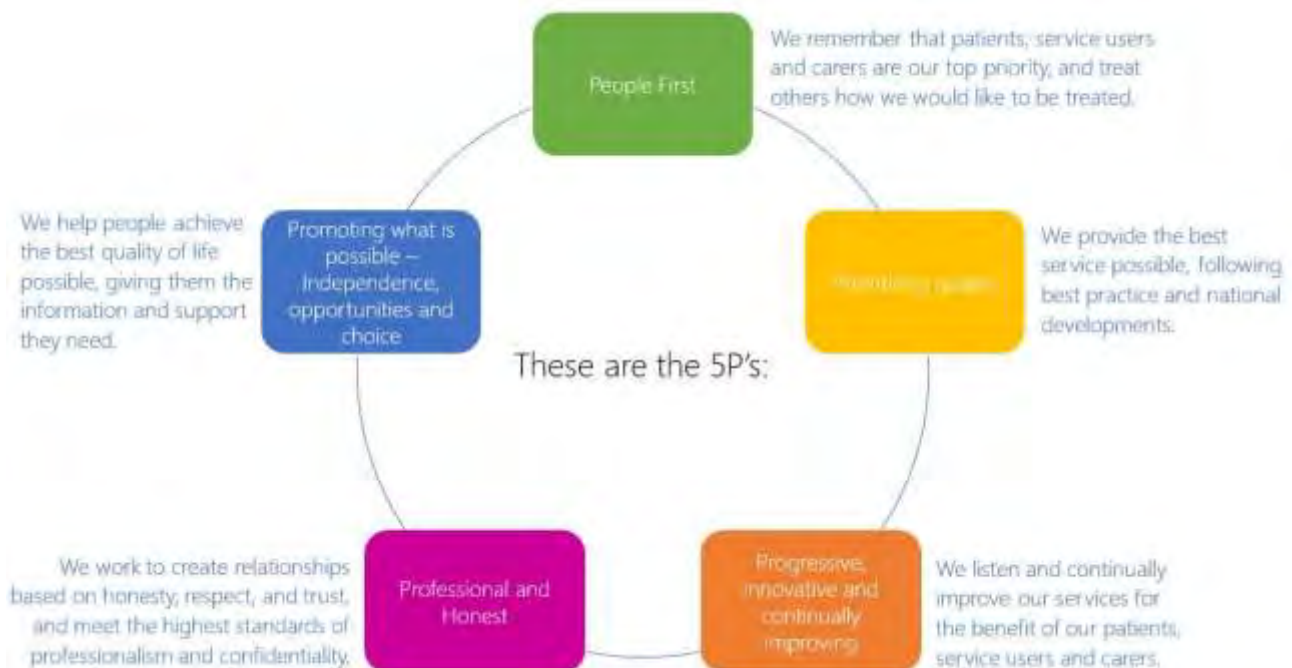 People First
We remember that patients, service users
and carers are our top priority, and treat
others how we would like to be treated.
We help people achieve
the best quality of life
possible, giving them the
information and support
they need.
Promoting what is
possible –
Independence,
opportunities and
choice
Prioritising quality
We provide the best
service possible, following
best practice and national
developments.
These are the 5P's:
We work to create relationships
based on honesty, respect, and trust,
and meet the highest standards of
professionalism and confidentiality.
Professional and
Honest
Progressive,
innovative and
continually
improving
We listen and continually
improve our services for
the benefit of our patients,
service users and carers.